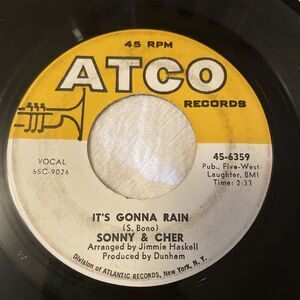 45 RPM
ATCO
RECORDS
VOCAL
65C-9026
45-6359
Pub., Five-West-
Laughter, BMI
Time: 2:33
IT'S GONNA RAIN
(S. Bono)
SONNY & CHER
Arranged by Jimmie Haskell
Produced by Dunham
Division of ATLANTIC RECORDS, New York, N. Y.